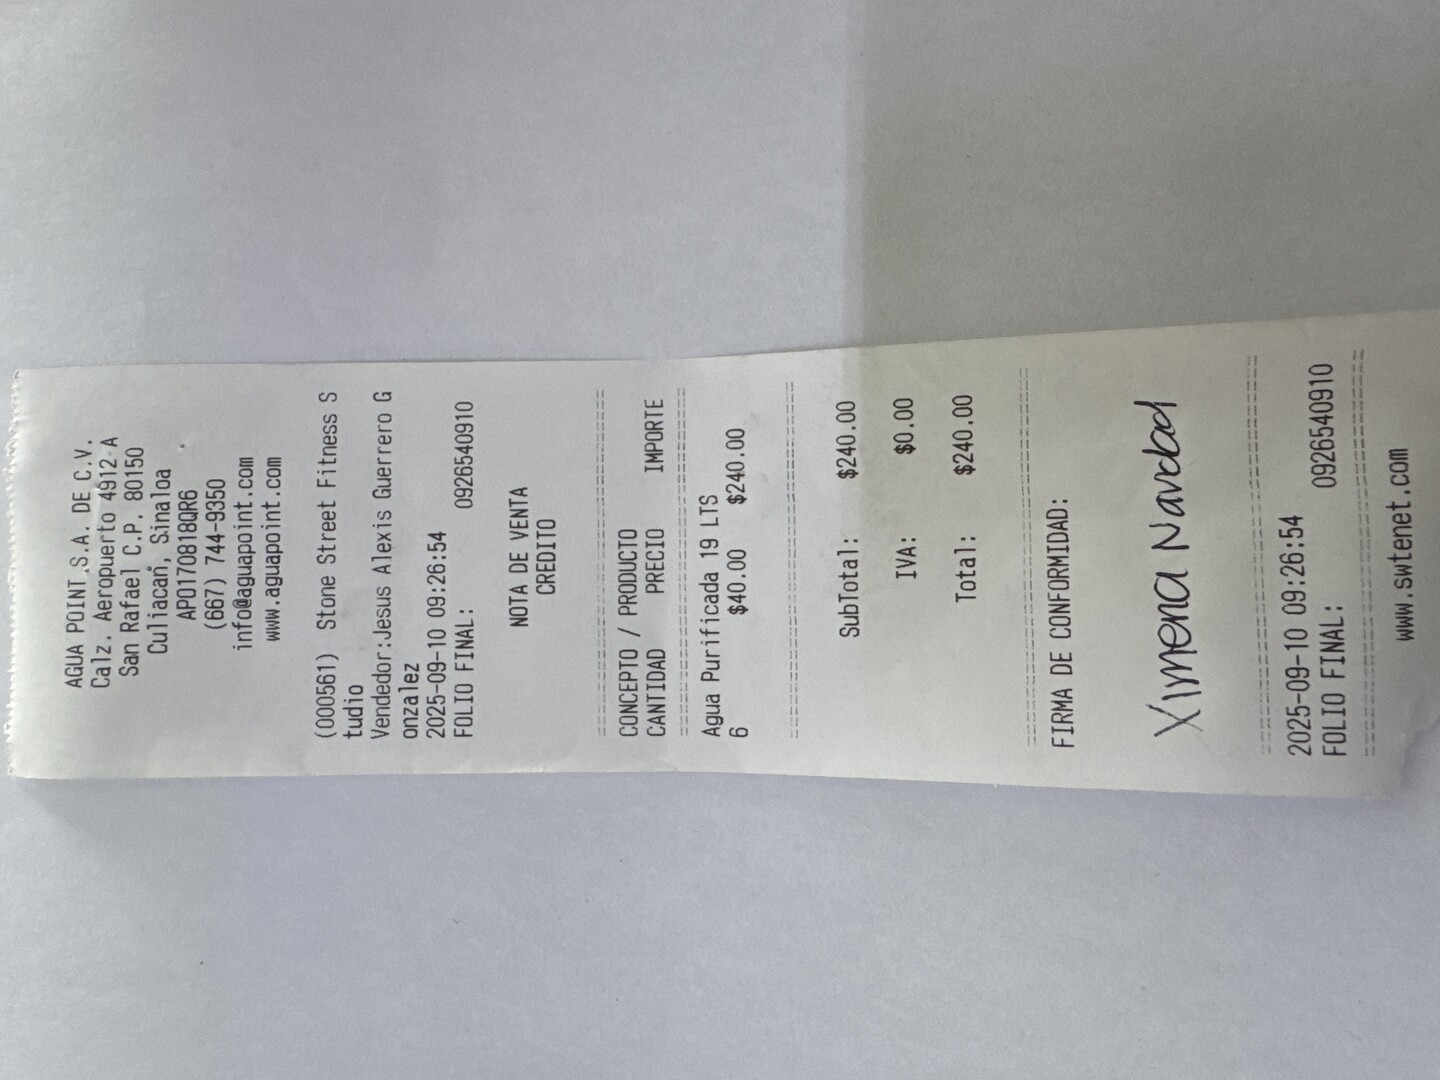 AGUA POINT,S.A. DE C.V.
Calz. Aeropuerto 4912-A
San Rafael C.P. 80150
Culiacan, Sinaloa
APO170818QR6
(667) 744-9350
info@aguapoint.com
www.aguapoint.com
(000561) Stone Street Fitness S
tudio
Vendedor:Jesus Alexis Guerrero G
onzalez
2025-09-10 09:26:54
FOLIO FINAL: 0926540910
NOTA DE VENTA
CREDITO
CONCEPTO / PRODUCTO
CANTIDAD PRECIO IMPORTE
Agua Purificada 19 LTS
6 $40.00 $240.00
SubTotal: $240.00
IVA: $0.00
Total: $240.00
FIRMA DE CONFORMIDAD:
Ximena
2025-09-10 09:26:54
FOLIO FINAL: 0926540910
www.swtenet.com